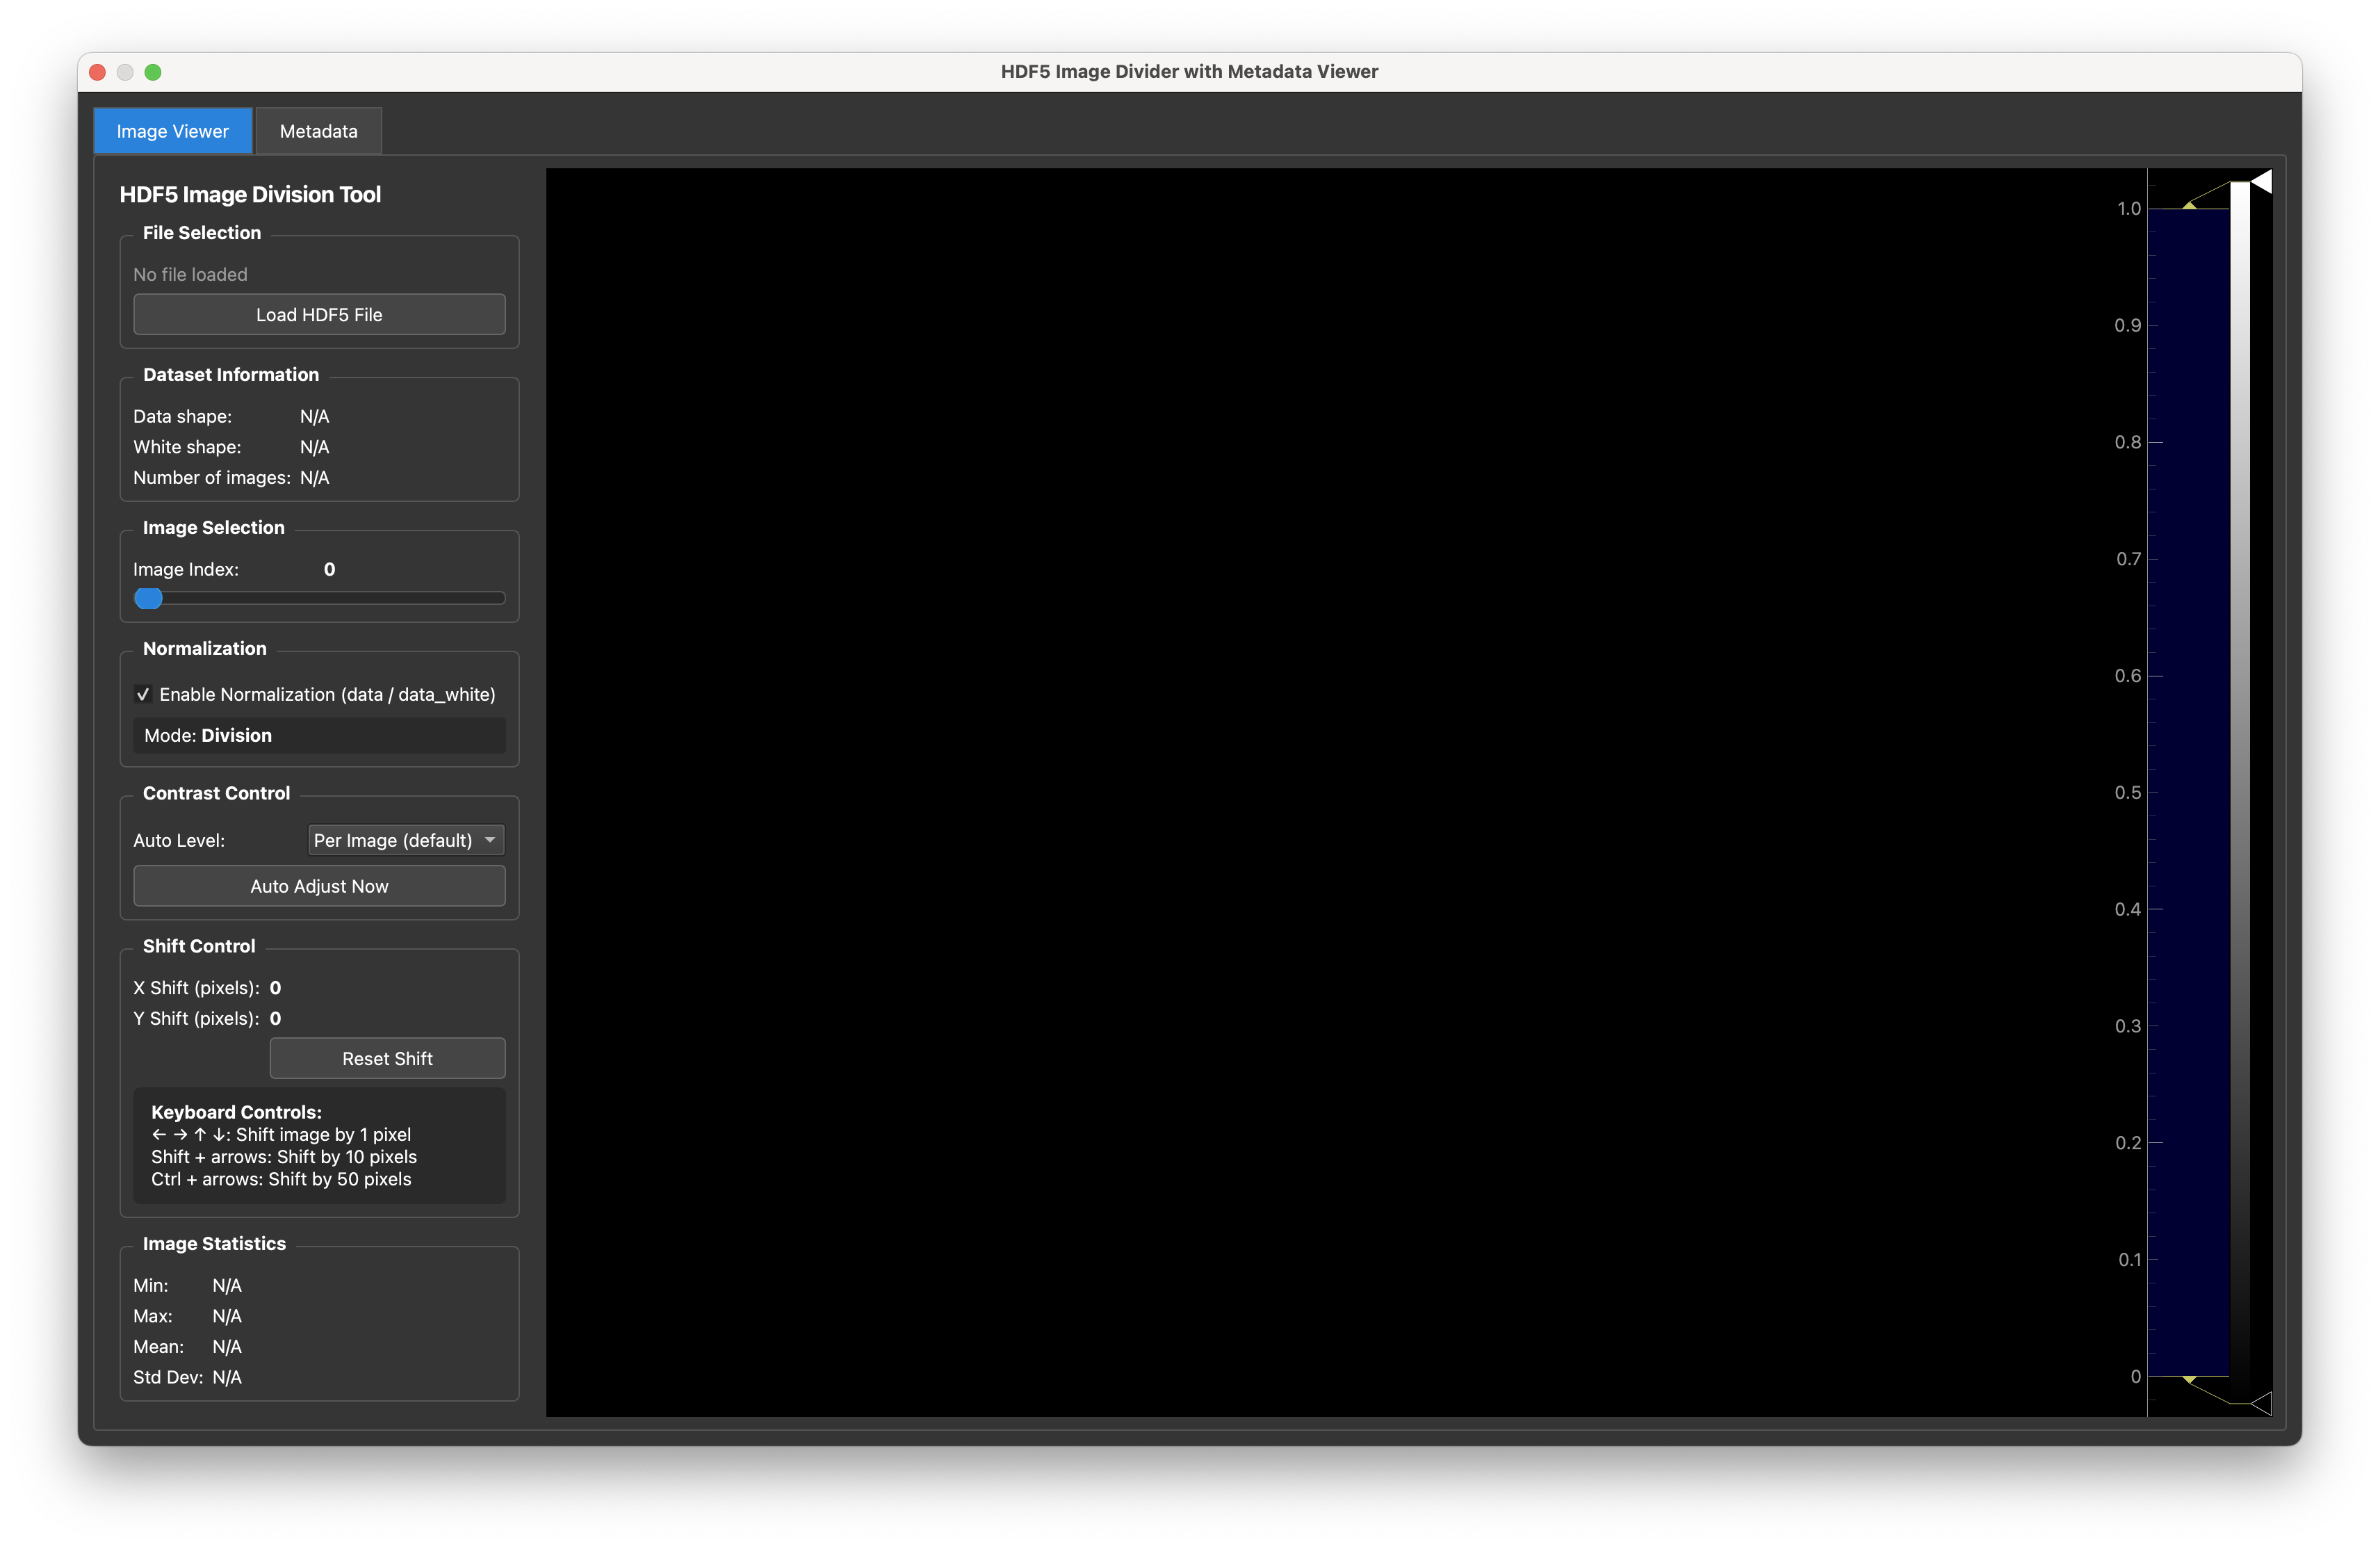 HDF5 Image Divider with Metadata Viewer
Image Viewer
Metadata
HDF5 Image Division Tool
File Selection
No file loaded
Load HDF5 File
Dataset Information
Data shape: N/A
White shape: N/A
Number of images: N/A
Image Selection
Image Index: 0
Normalization
✓ Enable Normalization (data / data_white)
Mode: Division
Contrast Control
Auto Level: Per Image (default)
Auto Adjust Now
Shift Control
X Shift (pixels): 0
Y Shift (pixels): 0
Reset Shift
Keyboard Controls:
← → ↑ ↓: Shift image by 1 pixel
Shift + arrows: Shift by 10 pixels
Ctrl + arrows: Shift by 50 pixels
Image Statistics
Min: N/A
Max: N/A
Mean: N/A
Std Dev: N/A
1.0
0.9
0.8
0.7
0.6
0.5
0.4
0.3
0.2
0.1
0